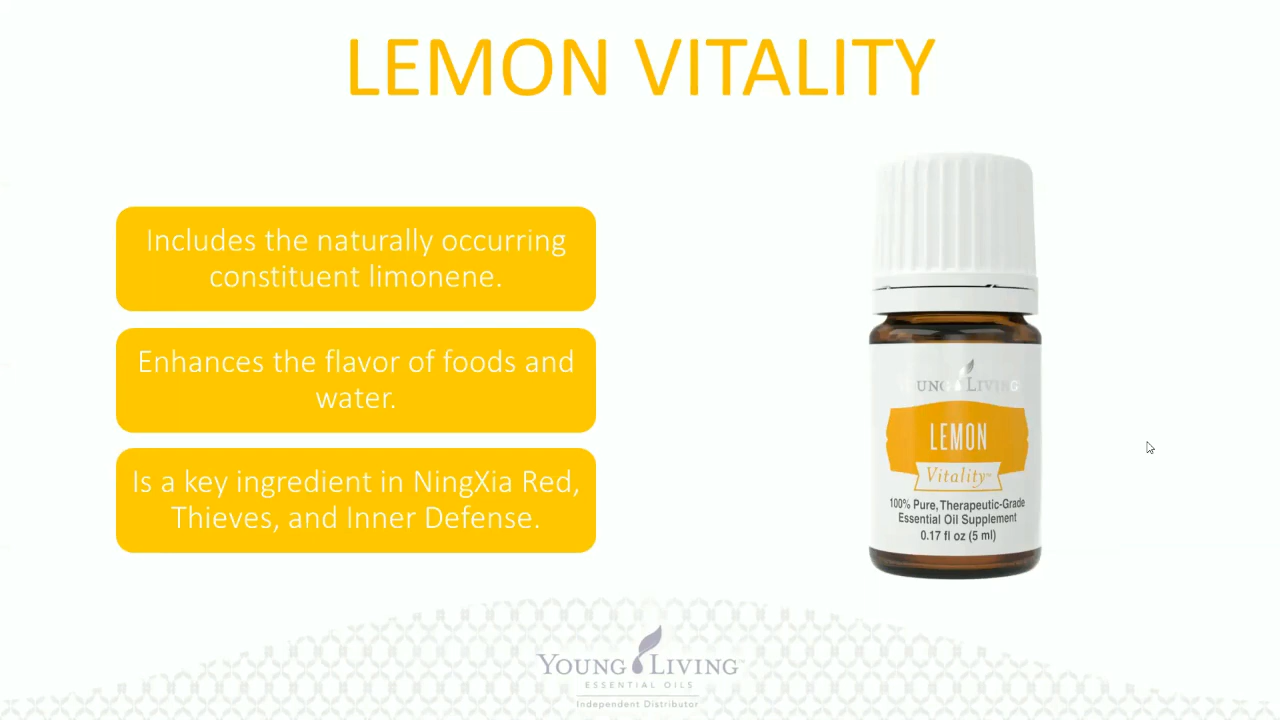 LEMON VITALITY
Includes the naturally occurring
constituent limonene.
Enhances the flavor of foods and
water.
Is a key ingredient in NingXia Red,
Thieves, and Inner Defense.
YOUNG LIVING
LEMON
Vitality™
100% Pure, Therapeutic-Grade
Essential Oil Supplement
0.17 fl oz (5 ml)
YOUNG LIVING
ESSENTIAL OILS
Independent Distributor